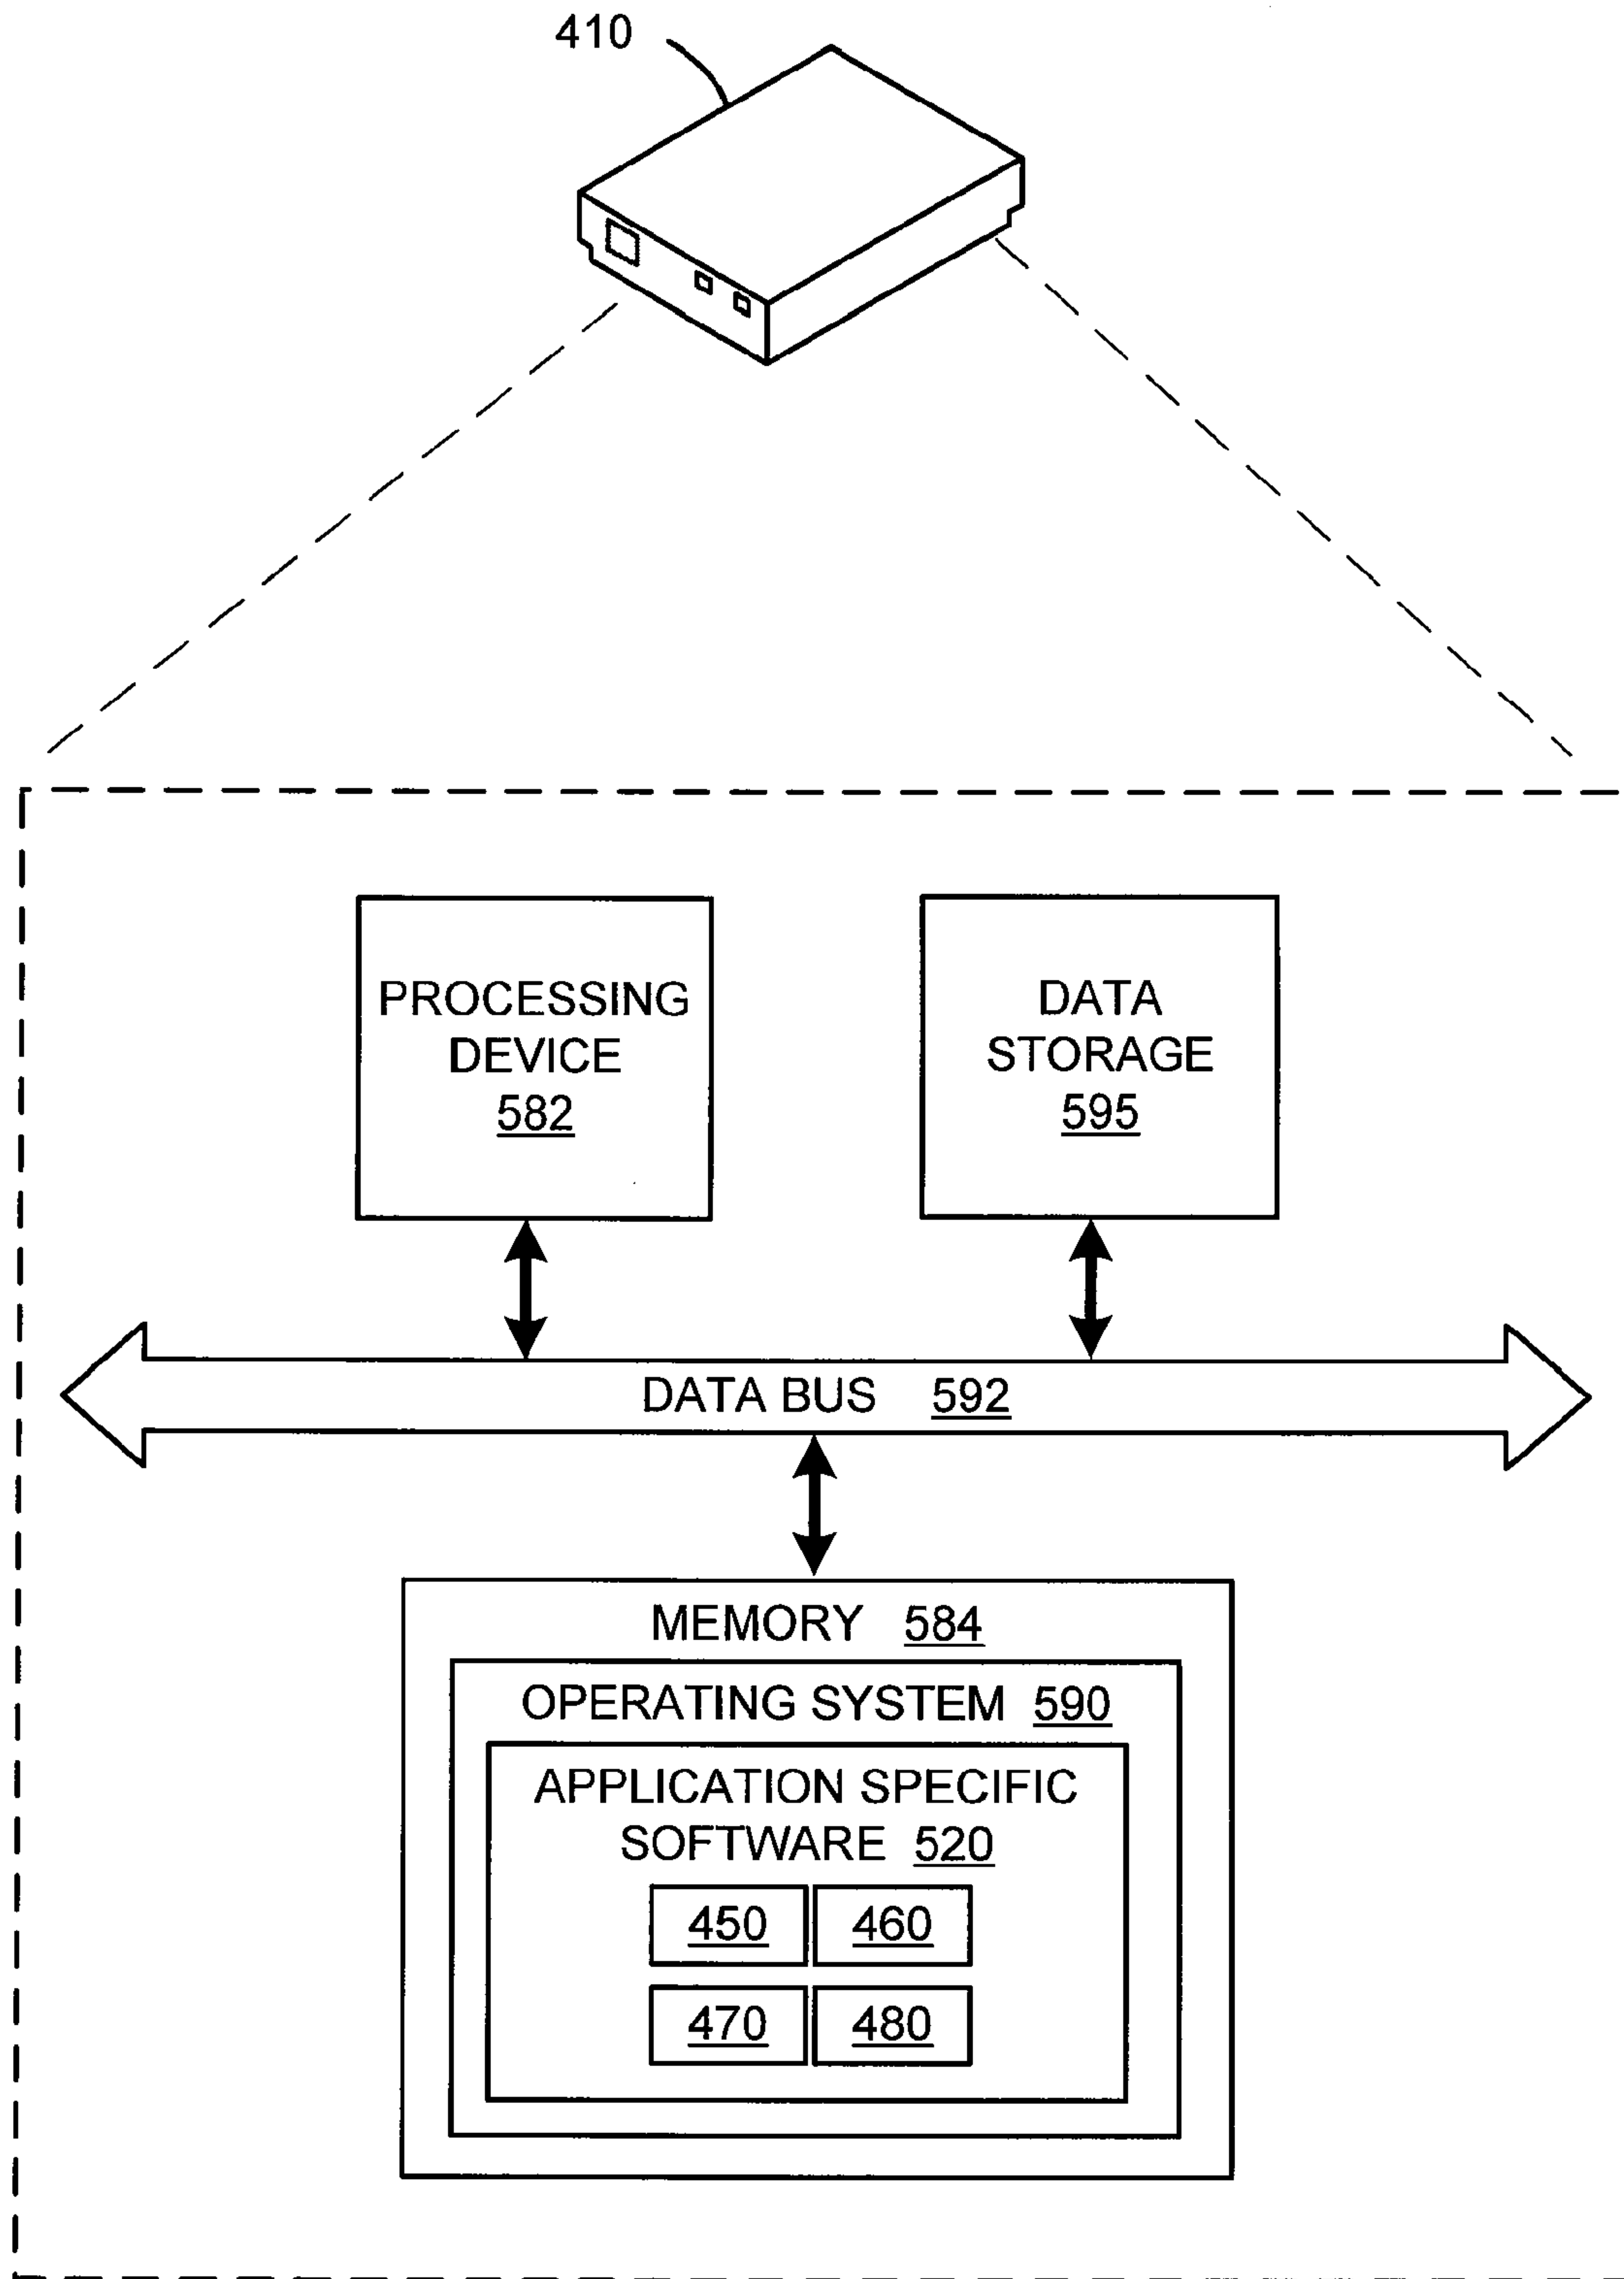 410
PROCESSING
DEVICE
582
DATA
STORAGE
595
DATA BUS 592
MEMORY 584
OPERATING SYSTEM 590
APPLICATION SPECIFIC
SOFTWARE 520
450 460
470 480